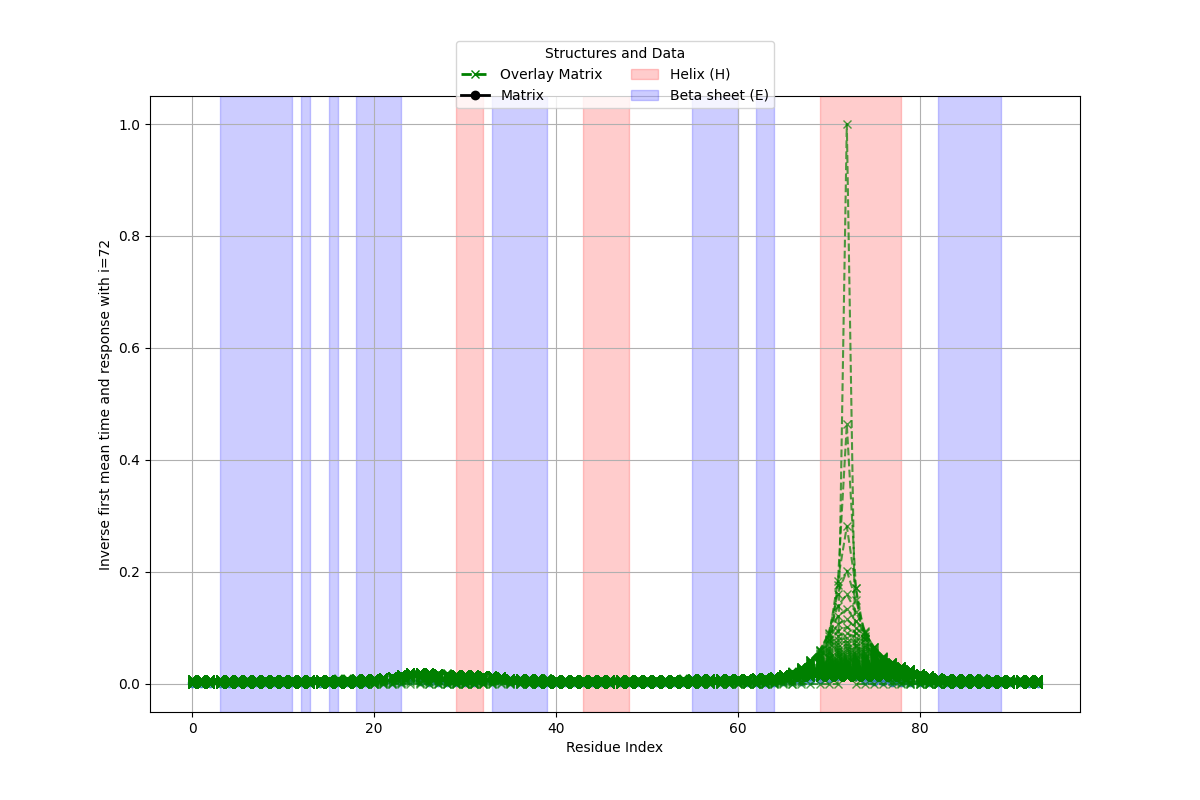 Structures and Data
Overlay Matrix
Matrix
Helix (H)
Beta sheet (E)
1.0
0.8
0.6
0.4
0.2
0.0
Inverse first mean time and response with i=72
0 20 40 60 80
Residue Index